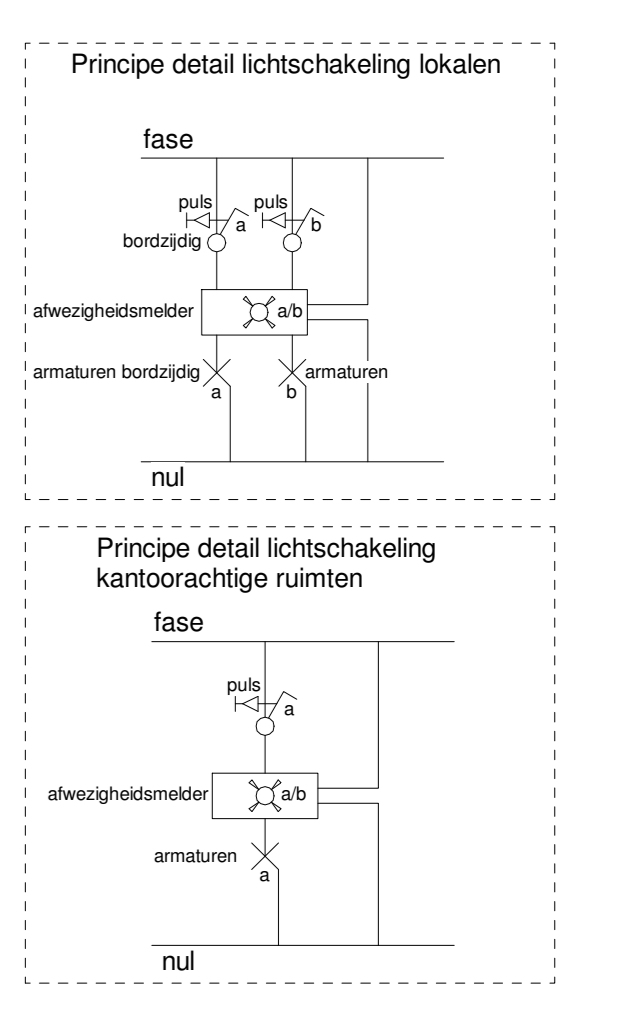 Principe detail lichtschakeling lokalen
fase
puls
puls
a
b
bordzijdig
afwezigheidsmelder
a/b
armaturen bordzijdig
armaturen
a
b
nul
Principe detail lichtschakeling
kantoorachtige ruimten
fase
puls
a
afwezigheidsmelder
a/b
armaturen
a
nul